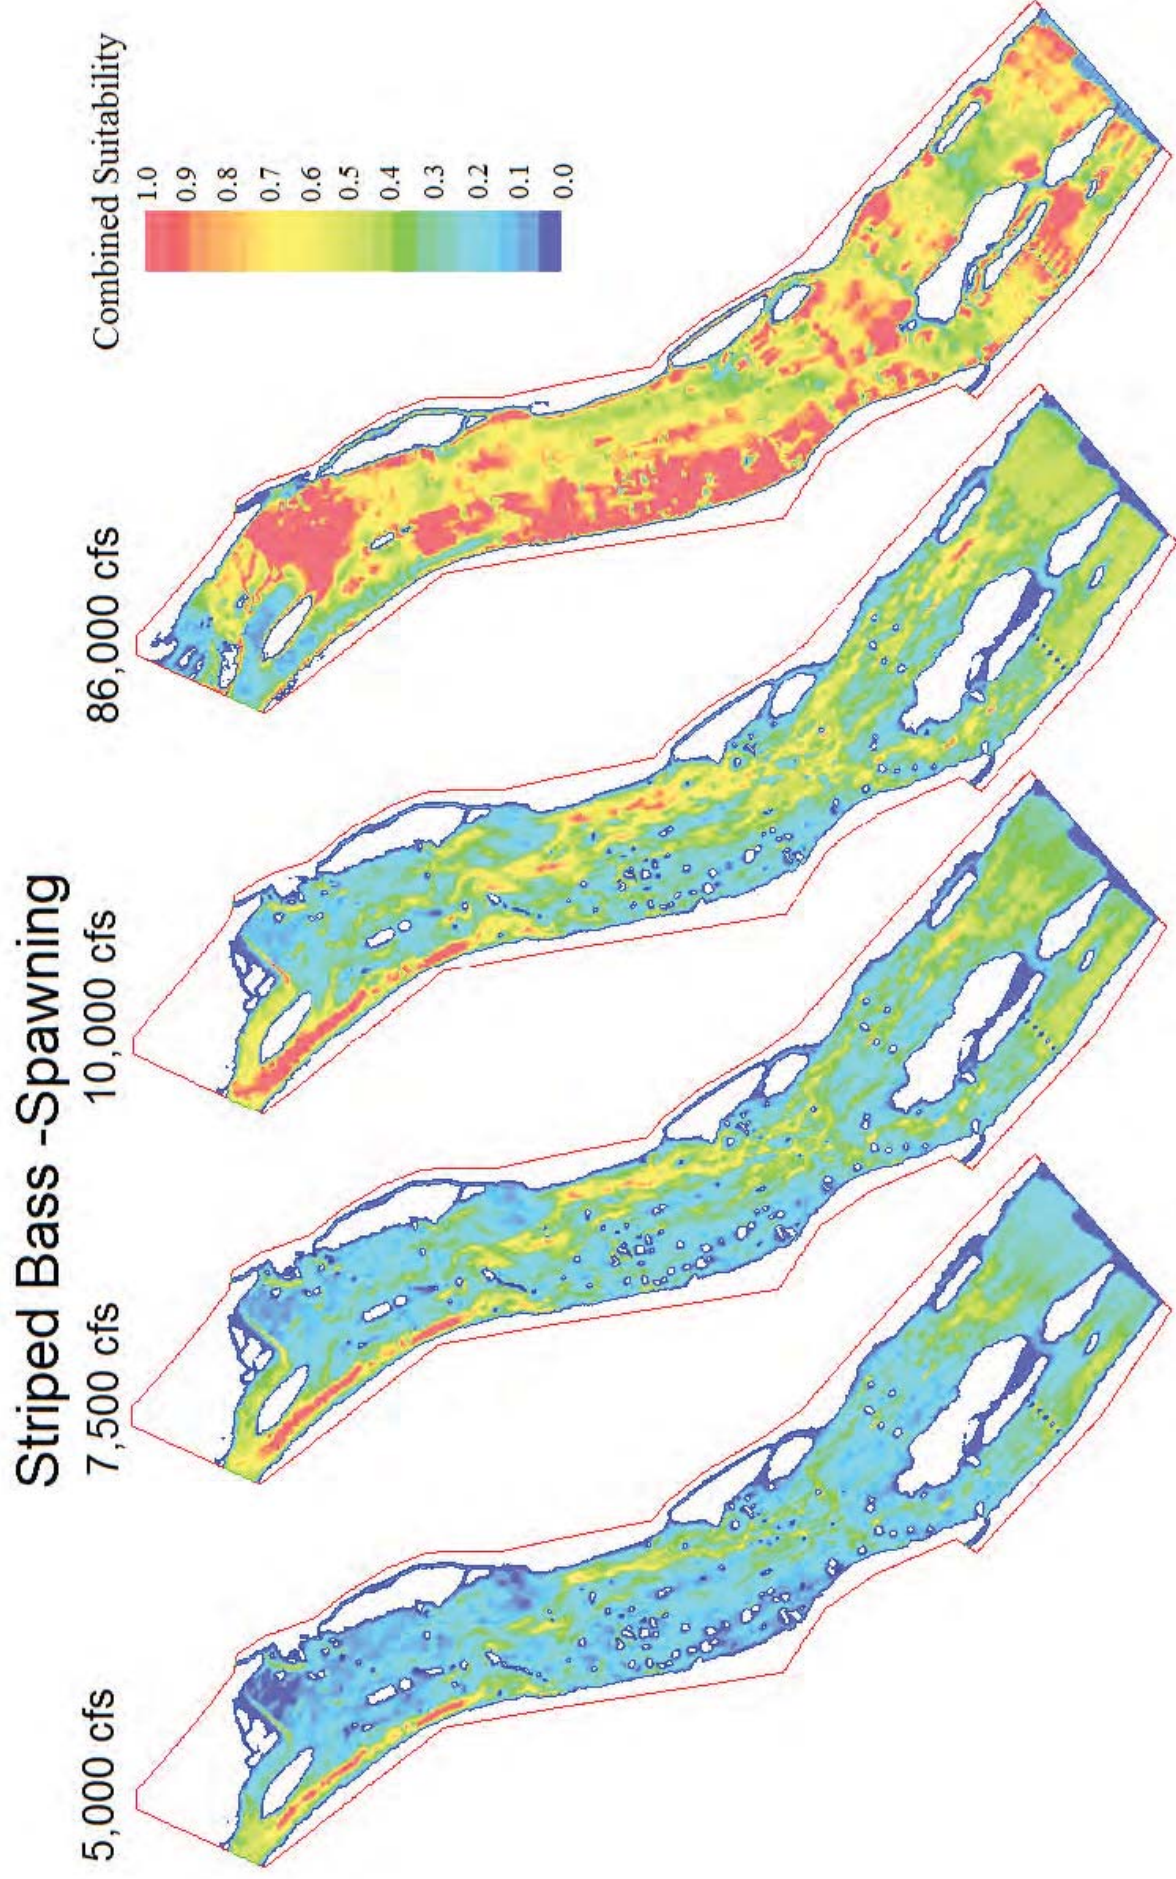 Striped Bass -Spawning
5,000 cfs
7,500 cfs
10,000 cfs
86,000 cfs
Combined Suitability
1.0
0.9
0.8
0.7
0.6
0.5
0.4
0.3
0.2
0.1
0.0